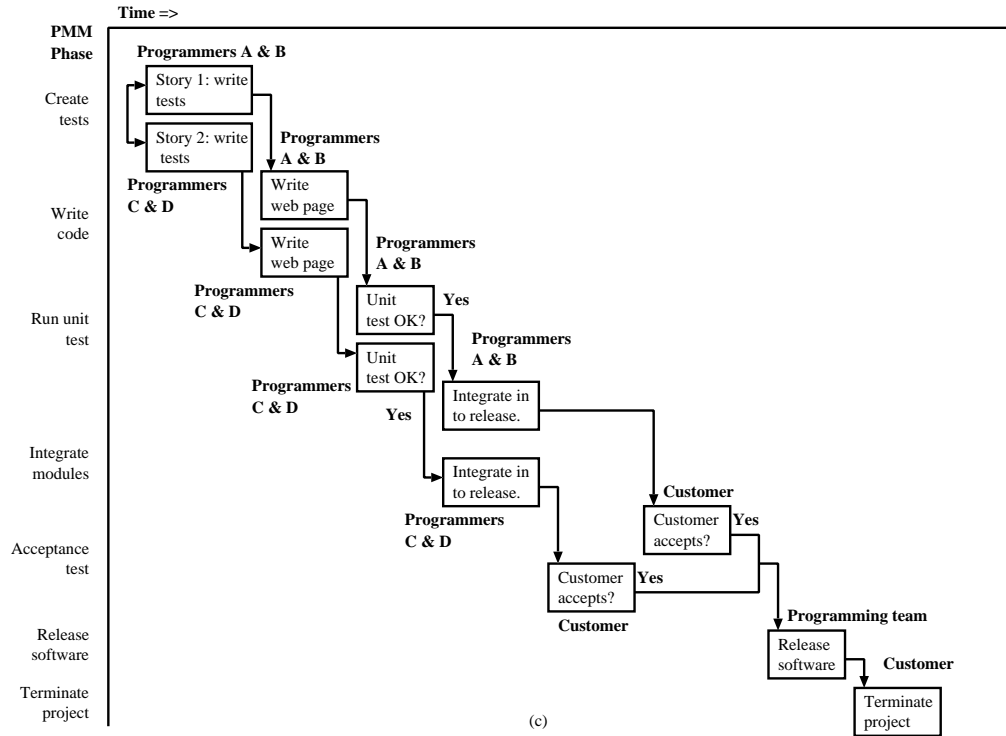 Time =>
PMM
Phase
Programmers A & B
Story 1: write
tests
Create
tests
Story 2: write
tests
Programmers
A & B
Programmers
C & D
Write
web page
Write
code
Write
web page
Programmers
A & B
Programmers
C & D
Unit
test OK?
Yes
Run unit
test
Programmers
A & B
Unit
test OK?
Programmers
C & D
Yes
Integrate in
to release.
Integrate
modules
Integrate in
to release.
Programmers
C & D
Customer
Customer
accepts?
Yes
Acceptance
test
Customer
accepts?
Yes
Customer
Programming team
Release
software
Release
software
Customer
Terminate
project
Terminate
project
(c)